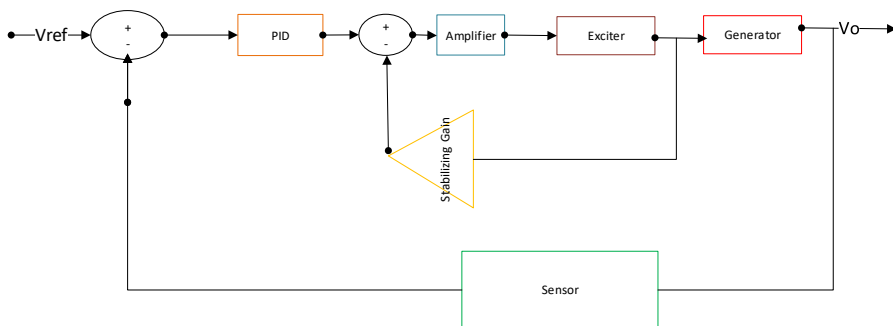 Vref
+
-
PID
+
-
Amplifier
Exciter
Generator
Vo
Stabilizing Gain
Sensor